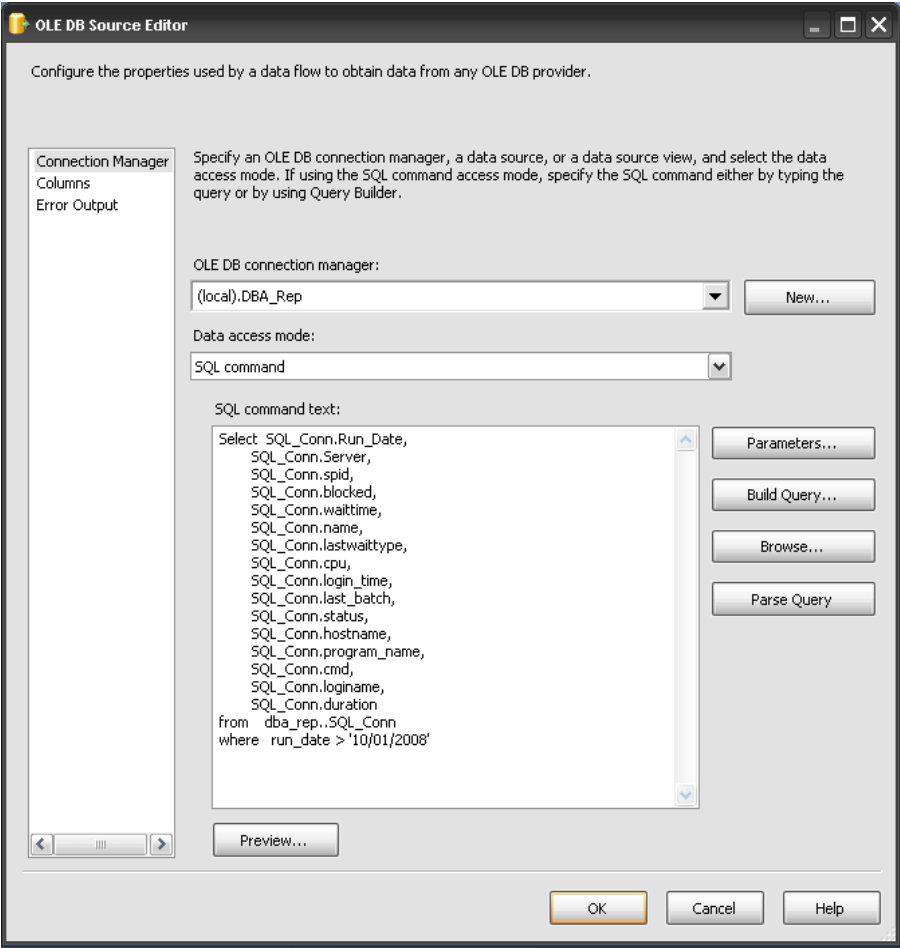 OLE DB Source Editor
Configure the properties used by a data flow to obtain data from any OLE DB provider.
Connection Manager
Columns
Error Output
Specify an OLE DB connection manager, a data source, or a data source view, and select the data
access mode. If using the SQL command access mode, specify the SQL command either by typing the
query or by using Query Builder.
OLE DB connection manager:
(local).DBA_Rep
New...
Data access mode:
SQL command
SQL command text:
Select SQL_Conn.Run_Date,
SQL_Conn.Server,
SQL_Conn.spid,
SQL_Conn.blocked,
SQL_Conn.waittime,
SQL_Conn.name,
SQL_Conn.lastwaittype,
SQL_Conn.cpu,
SQL_Conn.login_time,
SQL_Conn.last_batch,
SQL_Conn.status,
SQL_Conn.hostname,
SQL_Conn.program_name,
SQL_Conn.cmd,
SQL_Conn.loginame,
SQL_Conn.duration
from dba_rep..SQL_Conn
where run_date > '10/01/2008'
Parameters...
Build Query...
Browse...
Parse Query
Preview...
OK
Cancel
Help